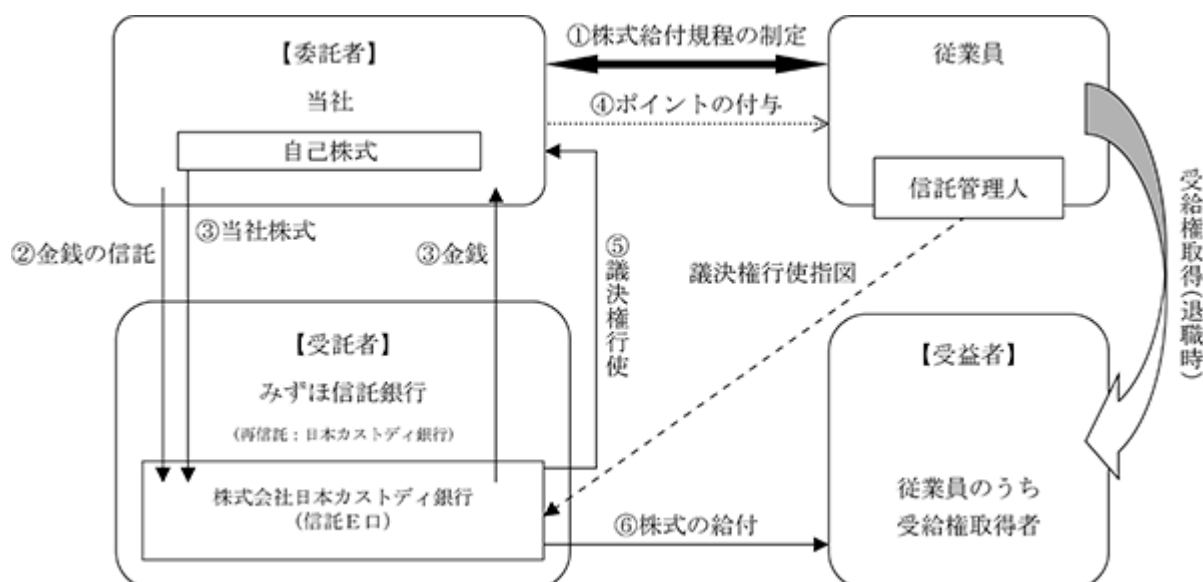 【委託者】
当社
自己株式
①株式給付規程の制定
④ポイントの付与
従業員
信託管理人
②金銭の信託
③当社株式
③金銭
⑤議決権行使
議決権行使指図
受給権取得(退職時)
【受託者】
みずほ信託銀行
(再信託：日本カストディ銀行)
株式会社日本カストディ銀行
(信託E口)
⑥株式の給付
【受益者】
従業員のうち
受給権取得者